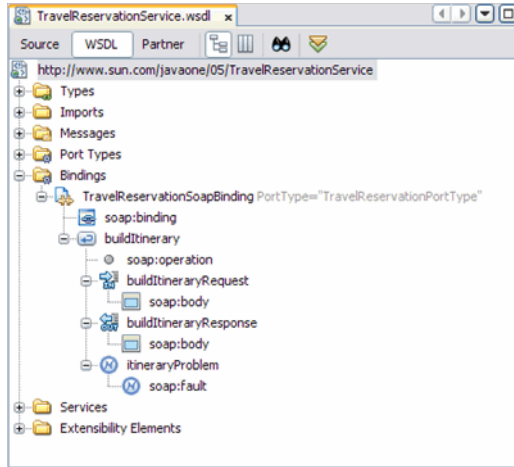 TravelReservationService.wsdl x
Source WSDL Partner
http://www.sun.com/javaone/05/TravelReservationService
Types
Imports
Messages
Port Types
Bindings
TravelReservationSoapBinding PortType="TravelReservationPortType"
soap:binding
buildItinerary
soap:operation
buildItineraryRequest
soap:body
buildItineraryResponse
soap:body
itineraryProblem
soap:fault
Services
Extensibility Elements